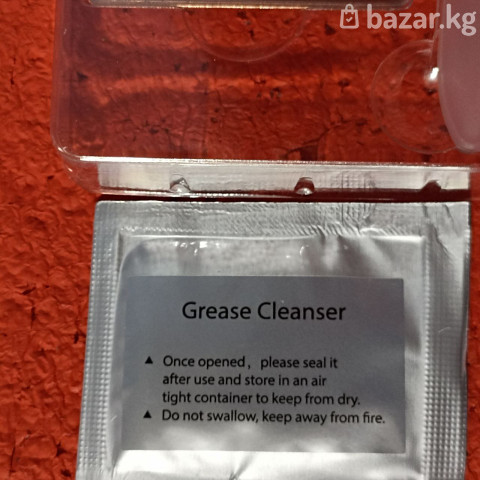 bazar.kg
Grease Cleanser
▲ Once opened, please seal it
after use and store in an air
tight container to keep from dry.
▲ Do not swallow, keep away from fire.